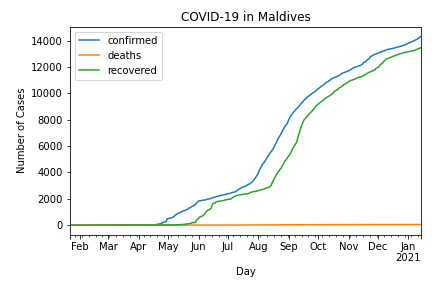 COVID-19 in Maldives
confirmed
deaths
recovered
Number of Cases
14000
12000
10000
8000
6000
4000
2000
0
Feb Mar Apr May Jun Jul Aug Sep Oct Nov Dec Jan
2021
Day